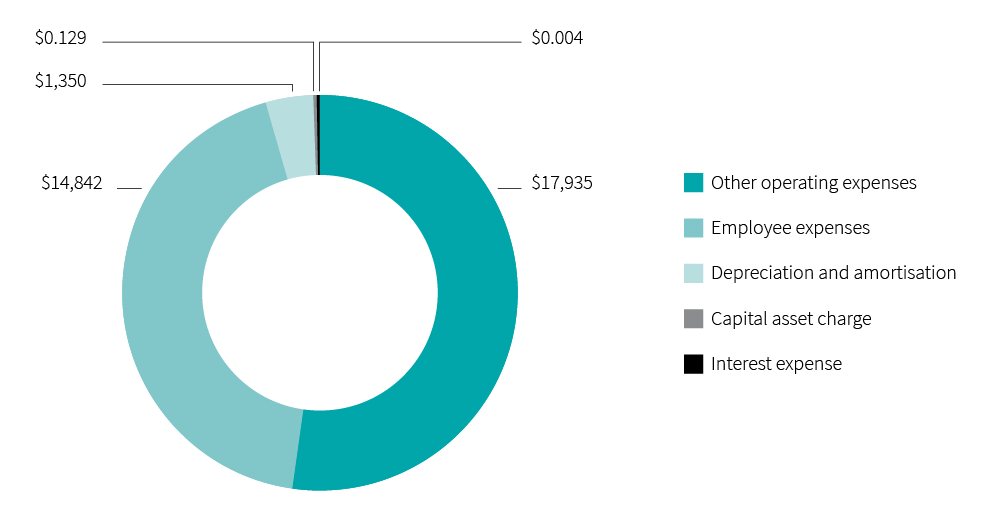 $0.129
$0.004
$1,350
$14,842
$17,935
Other operating expenses
Employee expenses
Depreciation and amortisation
Capital asset charge
Interest expense